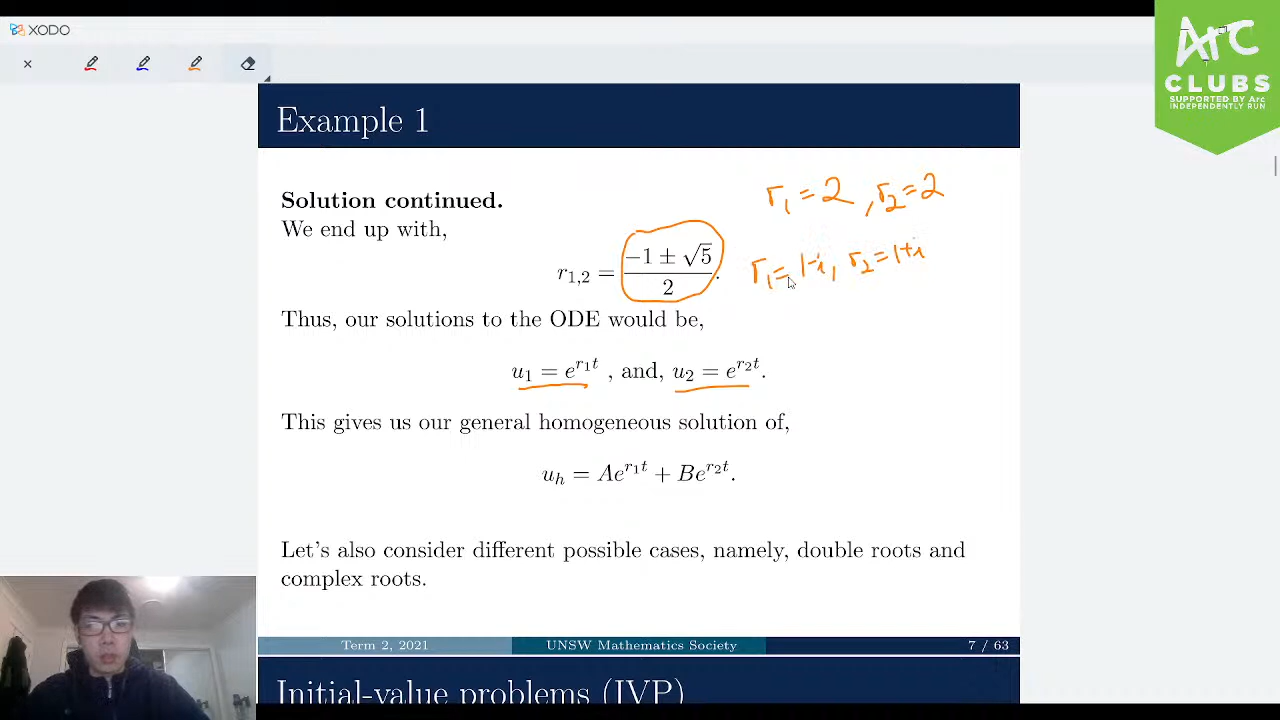 XODO
Arc
CLUBS
SUPPORTED BY Arc
INDEPENDENTLY RUN
Example 1
Solution continued.
We end up with,
r₁,₂ = (−1 ± √5)/2.
r₁ = 2, r₂ = 2
r₁ = 1−i, r₂ = 1+i
Thus, our solutions to the ODE would be,
u₁ = e^{r₁t} , and, u₂ = e^{r₂t}.
This gives us our general homogeneous solution of,
u_h = Ae^{r₁t} + Be^{r₂t}.
Let's also consider different possible cases, namely, double roots and
complex roots.
Term 2, 2021 UNSW Mathematics Society 7 / 63
Initial-value problems (IVP)